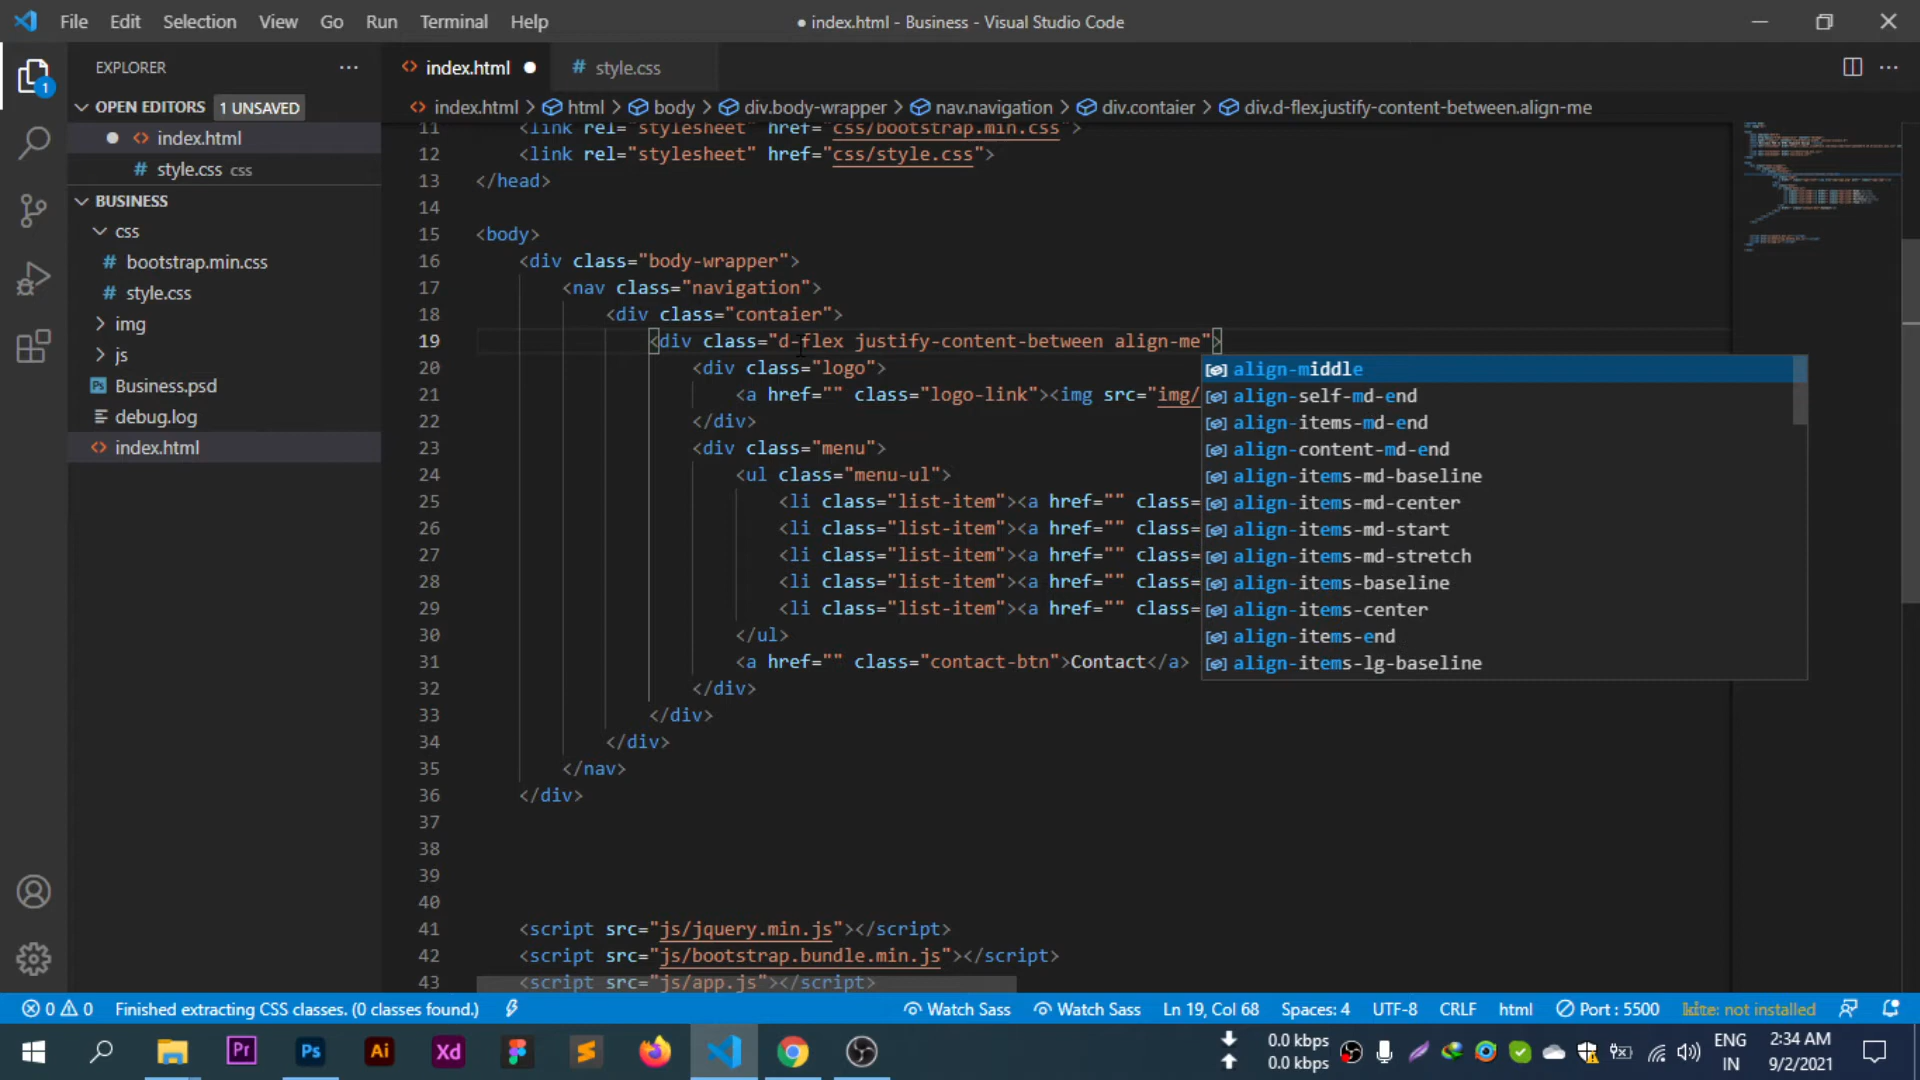 File Edit Selection View Go Run Terminal Help
● index.html - Business - Visual Studio Code
EXPLORER
OPEN EDITORS 1 UNSAVED
index.html
style.css css
BUSINESS
css
bootstrap.min.css
style.css
img
js
Business.psd
debug.log
index.html
index.html
style.css
index.html > html > body > div.body-wrapper > nav.navigation > div.contaier > div.d-flex.justify-content-between.align-me
11 <link rel="stylesheet" href="css/bootstrap.min.css">
12 <link rel="stylesheet" href="css/style.css">
13 </head>
14
15 <body>
16 <div class="body-wrapper">
17 <nav class="navigation">
18 <div class="contaier">
19 <div class="d-flex justify-content-between align-me">
20 <div class="logo">
21 <a href="" class="logo-link"><img src="img/
22 </div>
23 <div class="menu">
24 <ul class="menu-ul">
25 <li class="list-item"><a href="" class=
26 <li class="list-item"><a href="" class=
27 <li class="list-item"><a href="" class=
28 <li class="list-item"><a href="" class=
29 <li class="list-item"><a href="" class=
30 </ul>
31 <a href="" class="contact-btn">Contact</a>
32 </div>
33 </div>
34 </div>
35 </nav>
36 </div>
37
38
39
40
41 <script src="js/jquery.min.js"></script>
42 <script src="js/bootstrap.bundle.min.js"></script>
43 <script src="js/app.js"></script>
align-middle
align-self-md-end
align-items-md-end
align-content-md-end
align-items-md-baseline
align-items-md-center
align-items-md-start
align-items-md-stretch
align-items-baseline
align-items-center
align-items-end
align-items-lg-baseline
0 0 Finished extracting CSS classes. (0 classes found.) Watch Sass Watch Sass Ln 19, Col 68 Spaces: 4 UTF-8 CRLF html Port : 5500 kite: not installed
0.0 kbps
0.0 kbps
ENG
IN
2:34 AM
9/2/2021